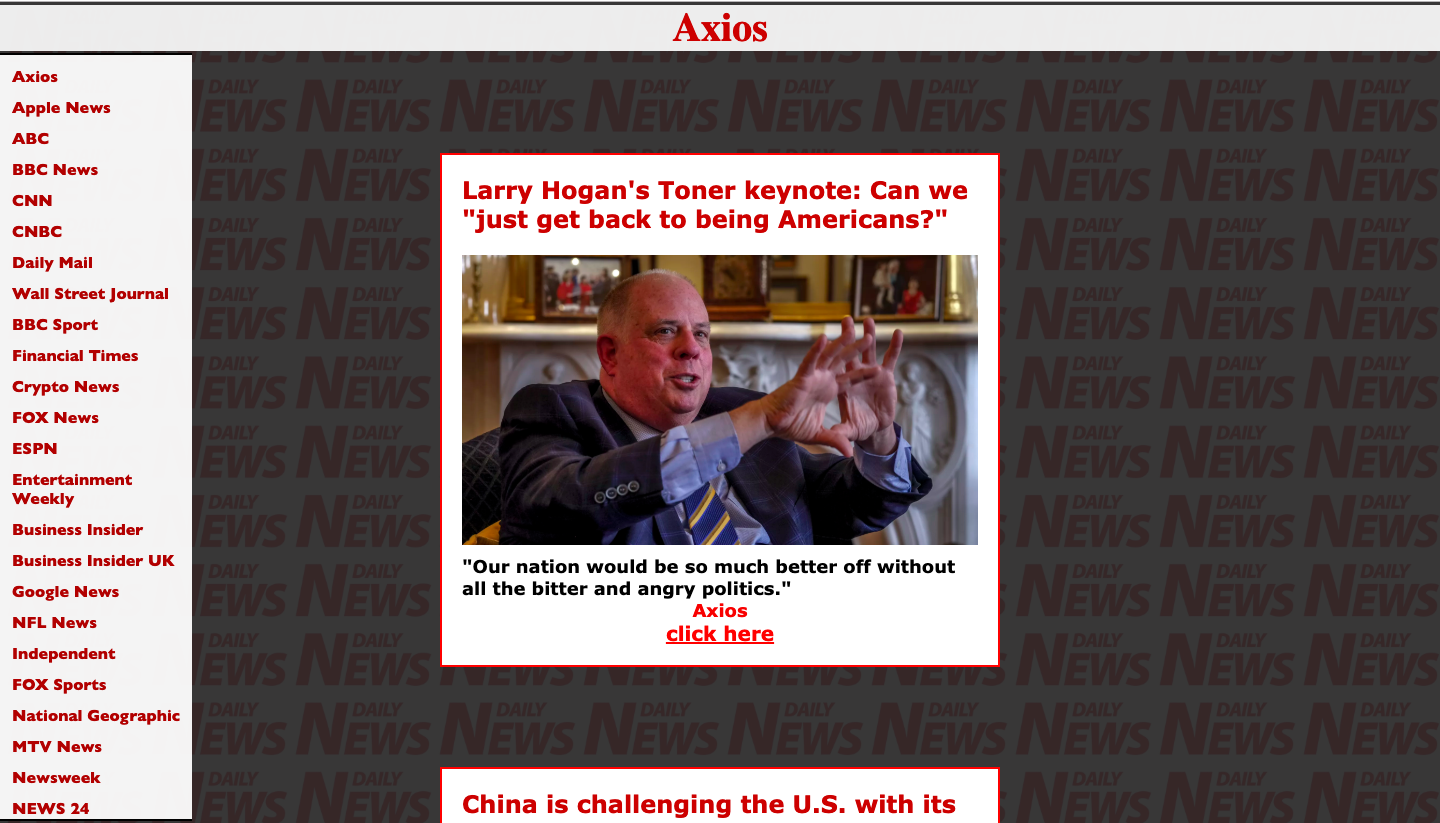 Axios
Axios
Apple News
ABC
BBC News
CNN
CNBC
Daily Mail
Wall Street Journal
BBC Sport
Financial Times
Crypto News
FOX News
ESPN
Entertainment
Weekly
Business Insider
Business Insider UK
Google News
NFL News
Independent
FOX Sports
National Geographic
MTV News
Newsweek
NEWS 24
DAILY
NEWS
Larry Hogan's Toner keynote: Can we
"just get back to being Americans?"
"Our nation would be so much better off without
all the bitter and angry politics."
Axios
click here
China is challenging the U.S. with its